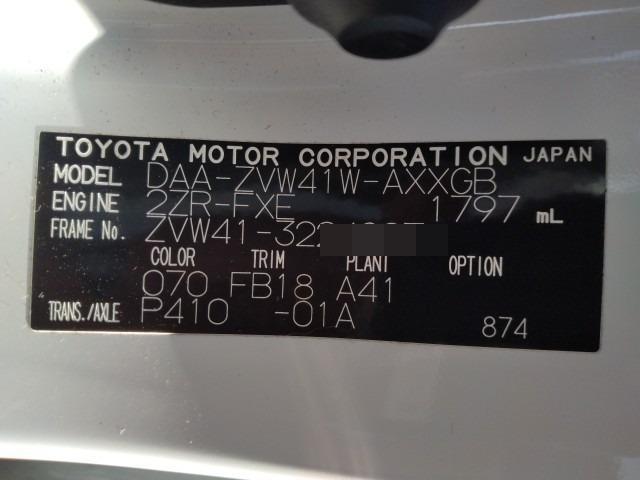 TOYOTA MOTOR CORPORATION JAPAN
MODEL DAA-ZVW41W-AXXGB
ENGINE 2ZR-FXE 1797 mL
FRAME No. ZVW41-322
COLOR TRIM PLANT OPTION
070 FB18 A41
TRANS./AXLE P410 -01A 874